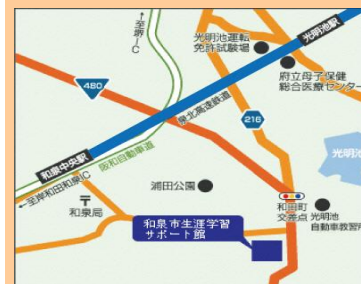 至堺IC
光明池運転
免許試験場
光明池駅
府立母子保健
総合医療センター
480
泉北高速鉄道
216
和泉中央駅
阪和自動車道
光明池
至岸和田和泉IC
和泉局
浦田公園
和田町
交差点
光明池
自動車教習所
和泉市生涯学習
サポート館